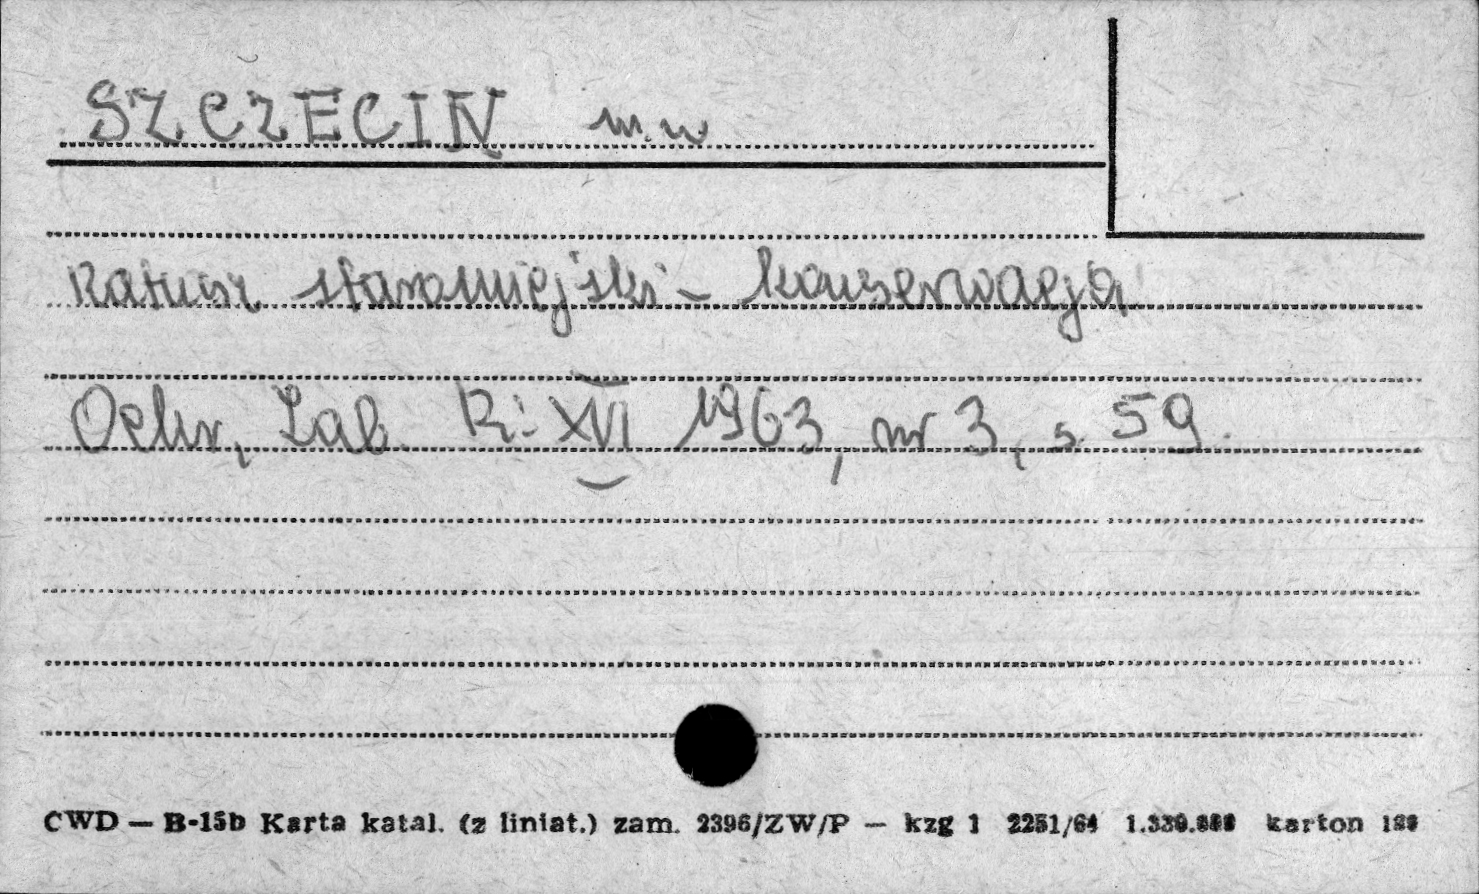 SZCZECIN m.w
Ratusz staromiejski - konserwacja
Ochr, Zab. R: XVI 1963, nr 3, s. 59.
CWD — B-15b Karta katal. (z liniat.) zam. 2396/ZW/P — kzg 1 2251/64 karton